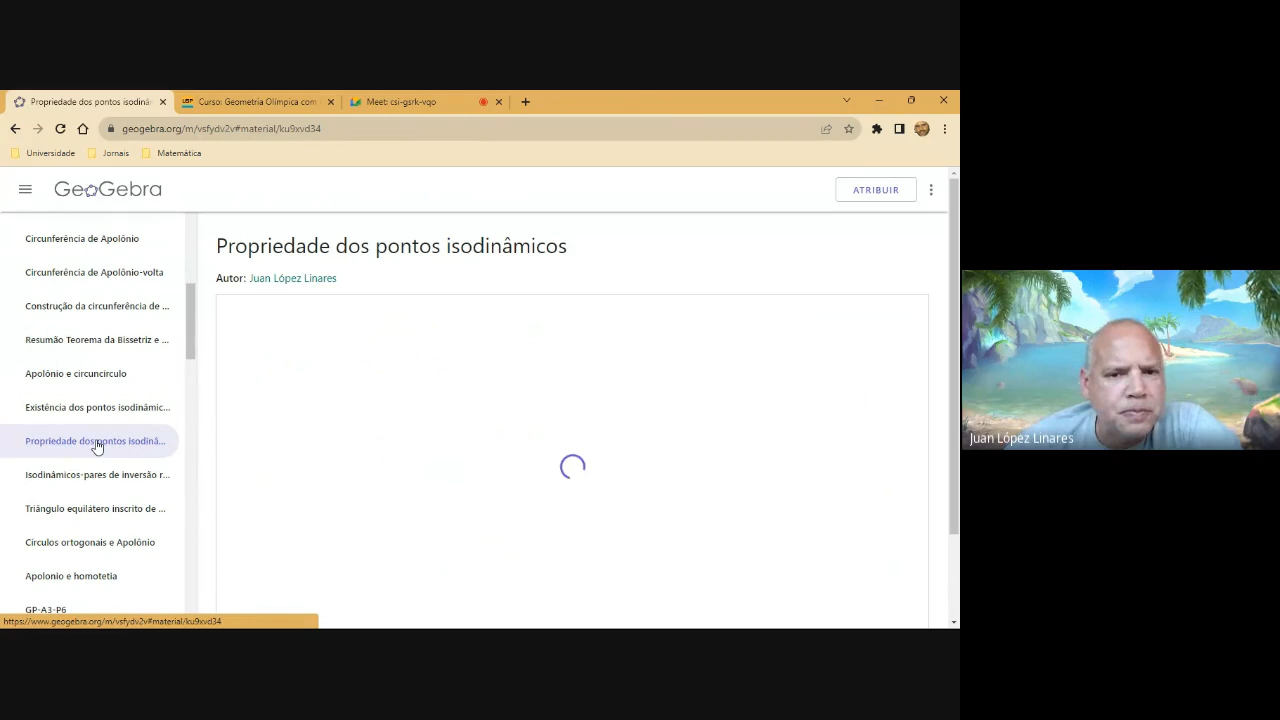 Propriedade dos pontos isodinâ
USP Curso: Geometria Olímpica com
Meet: csi-gsrk-vqo
geogebra.org/m/vsfydv2v#material/ku9xvd34
Universidade
Jornais
Matemática
GeoGebra
ATRIBUIR
Circunferência de Apolônio
Circunferência de Apolônio-volta
Construção da circunferência de ...
Resumão Teorema da Bissetriz e ...
Apolônio e circuncírculo
Existência dos pontos isodinâmic...
Propriedade dos pontos isodinâ...
Isodinâmicos-pares de inversão r...
Triângulo equilátero inscrito de ...
Círculos ortogonais e Apolônio
Apolonio e homotetia
GP-A3-P6
https://www.geogebra.org/m/vsfydv2v#material/ku9xvd34
Propriedade dos pontos isodinâmicos
Autor: Juan López Linares
Juan López Linares